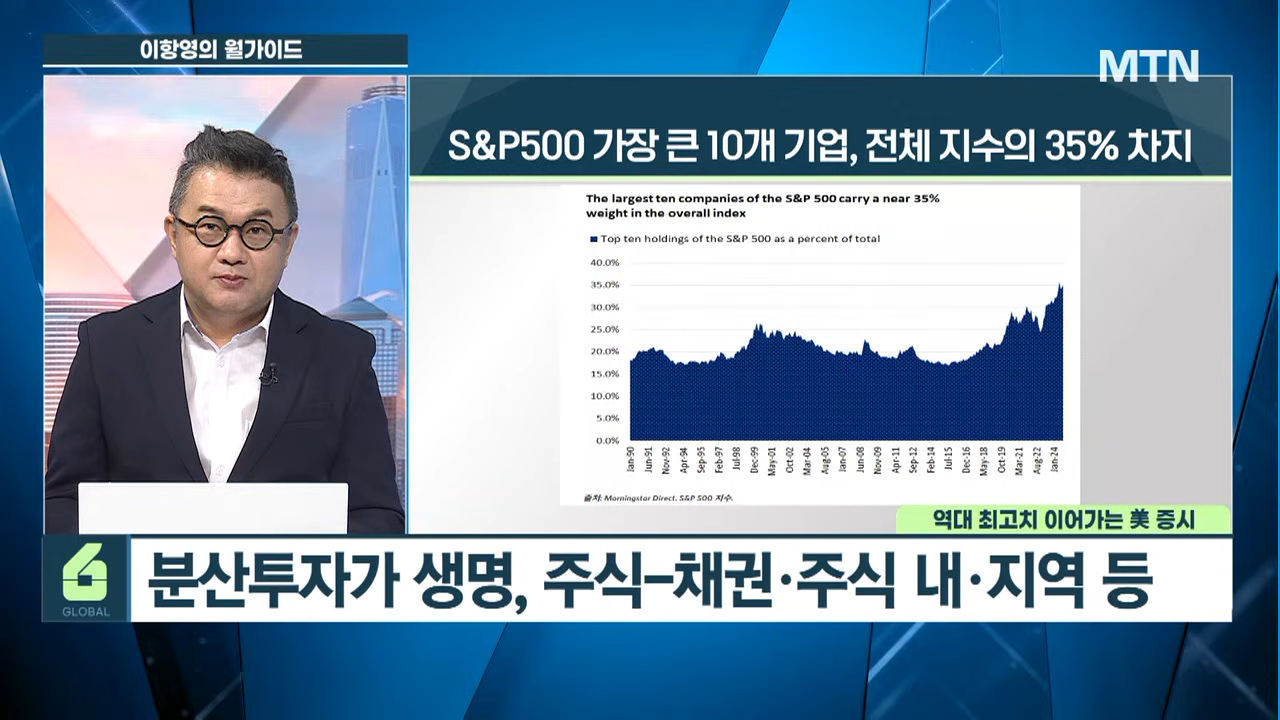 이항영의 월가이드
MTN
S&P500 가장 큰 10개 기업, 전체 지수의 35% 차지
The largest ten companies of the S&P 500 carry a near 35%
weight in the overall index
Top ten holdings of the S&P 500 as a percent of total
40.0%
35.0%
30.0%
25.0%
20.0%
15.0%
10.0%
5.0%
0.0%
Jan-90 Jun-91 Nov-92 Apr-94 Sep-95 Feb-97 Jul-98 Dec-99 May-01 Oct-02 Mar-04 Aug-05 Jan-07 Jun-08 Nov-09 Apr-11 Sep-12 Feb-14 Jul-15 Dec-16 May-18 Oct-19 Mar-21 Aug-22 Jan-24
출처: Morningstar Direct. S&P 500 지수.
역대 최고치 이어가는 美 증시
6
GLOBAL
분산투자가 생명, 주식-채권·주식 내·지역 등